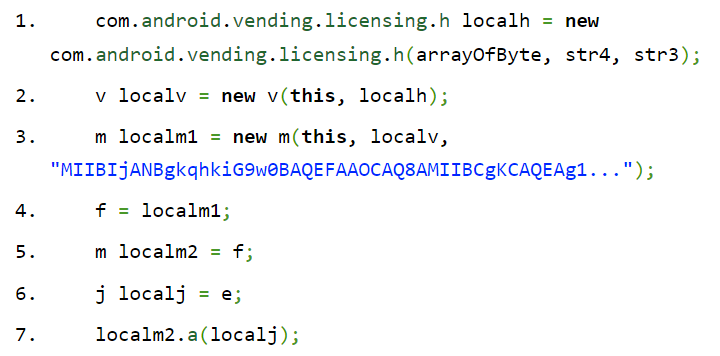 1. com.android.vending.licensing.h localh = new
com.android.vending.licensing.h(arrayOfByte, str4, str3);
2. v localv = new v(this, localh);
3. m localm1 = new m(this, localv,
"MIIBIjANBgkqhkiG9w0BAQEFAAOCAQ8AMIIBCgKCAQEAg1...");
4. f = localm1;
5. m localm2 = f;
6. j localj = e;
7. localm2.a(localj);